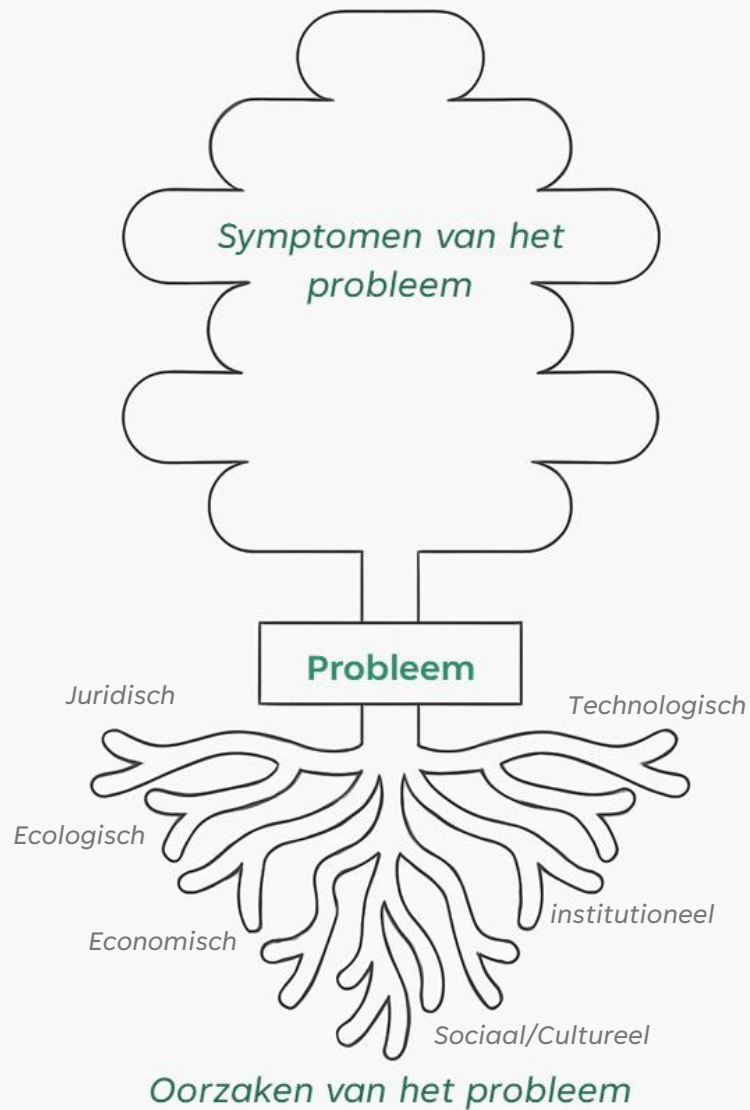 Symptomen van het
probleem
Probleem
Juridisch
Technologisch
Ecologisch
institutioneel
Economisch
Sociaal/Cultureel
Oorzaken van het probleem